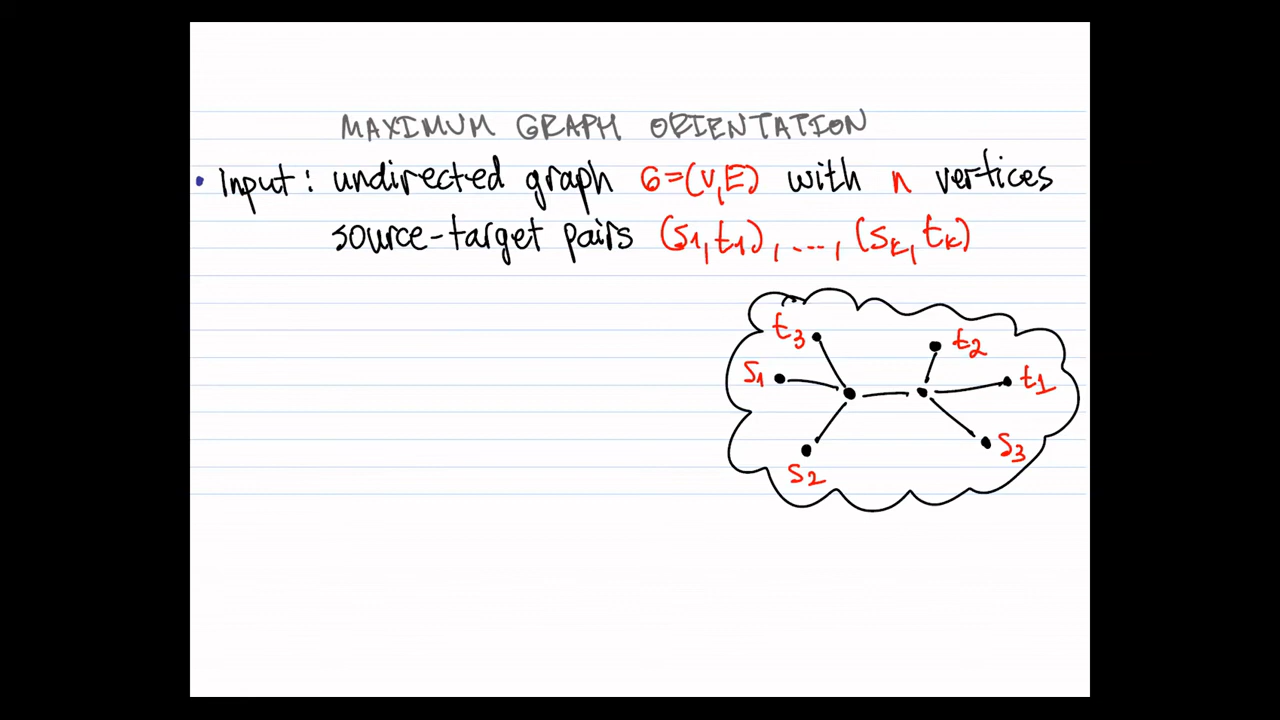 MAXIMUM GRAPH ORIENTATION
• Input: undirected graph G=(V,E) with n vertices
source-target pairs (s1,t1), ..., (sk, tk)
t3
t2
s1
t1
s3
s2